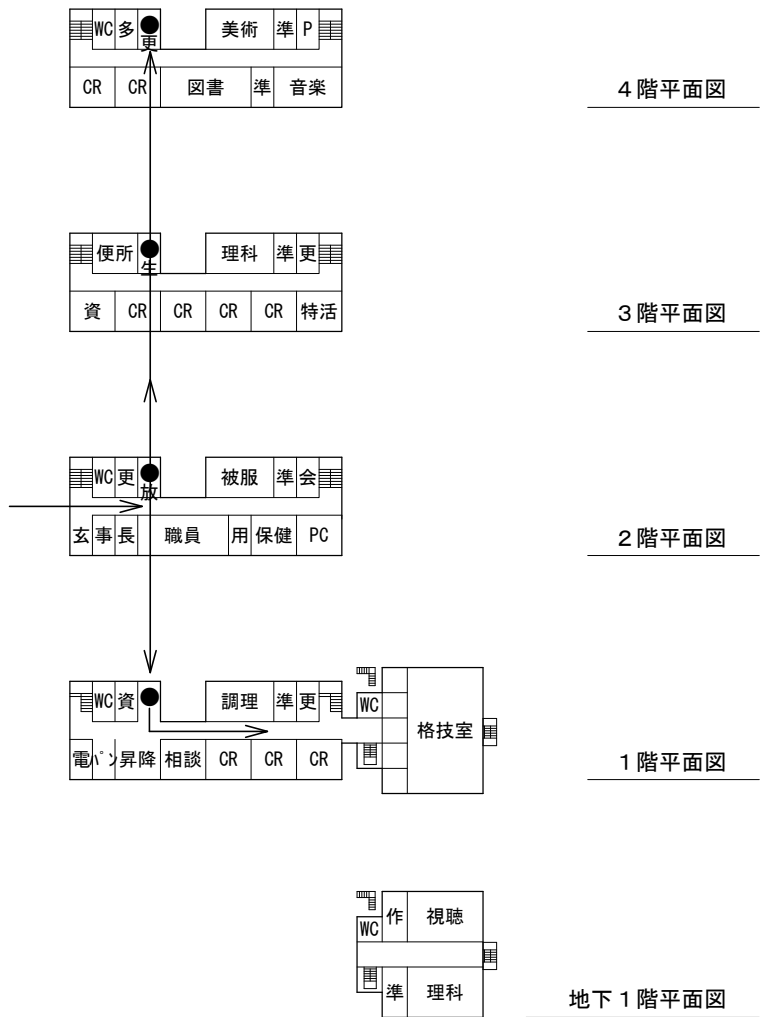 WC 多 更 美術 準 P
CR CR 図書 準 音楽
4階平面図
便所 生 理科 準 更
資 CR CR CR CR 特活
3階平面図
WC 更 放 被服 準 会
玄 事 長 職員 用 保健 PC
2階平面図
WC 資 調理 準 更
WC
格技室
電 パン 昇降 相談 CR CR CR
1階平面図
作 視聴
WC
準 理科
地下1階平面図